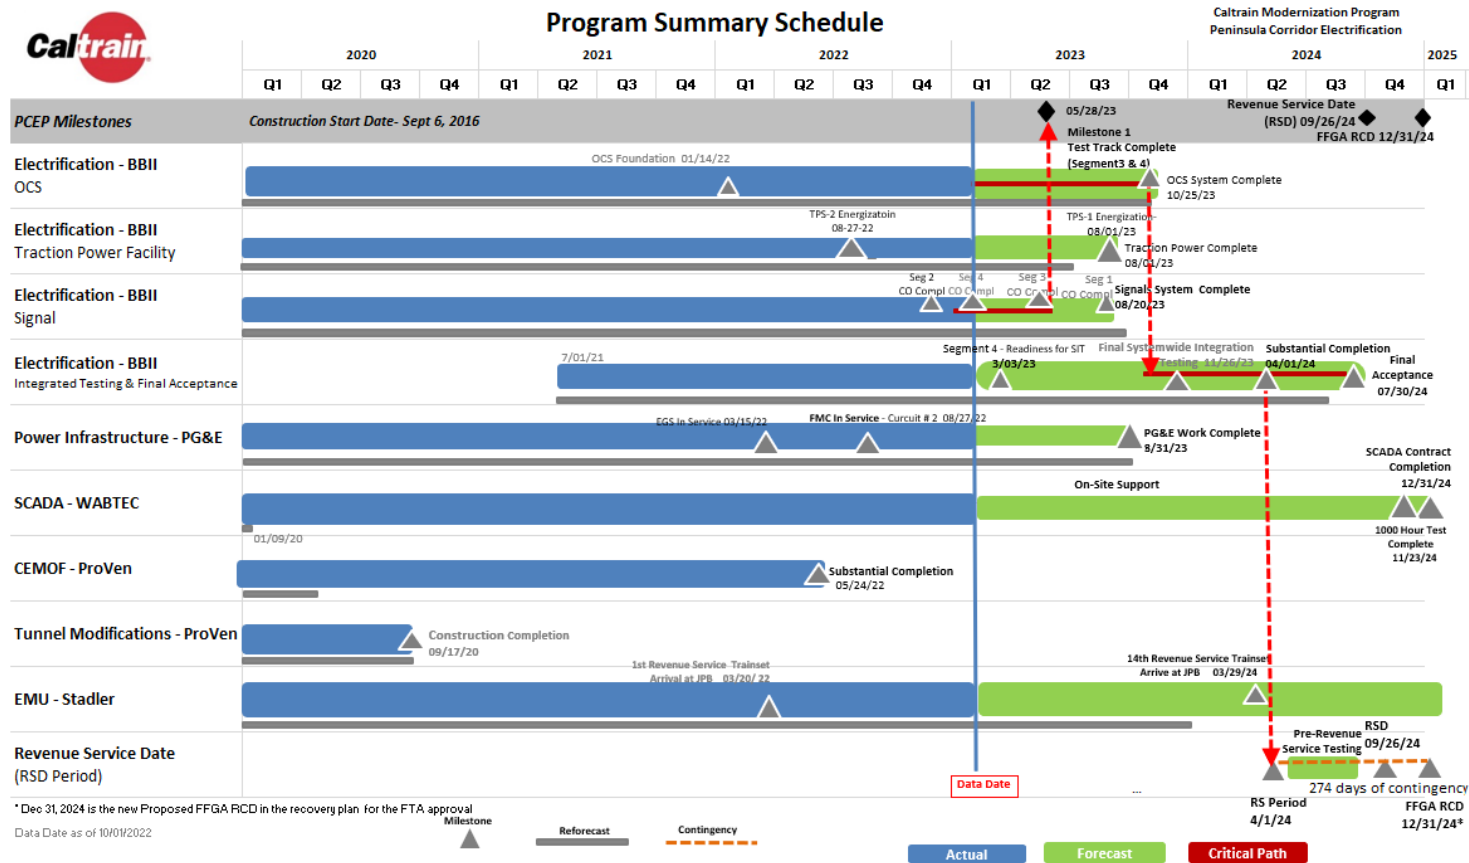 Caltrain
Program Summary Schedule
Caltrain Modernization Program
Peninsula Corridor Electrification
2020 2021 2022 2023 2024 2025
Q1 Q2 Q3 Q4 Q1 Q2 Q3 Q4 Q1 Q2 Q3 Q4 Q1 Q2 Q3 Q4 Q1 Q2 Q3 Q4 Q1
PCEP Milestones
Construction Start Date- Sept 6, 2016
05/28/23
Milestone 1
Test Track Complete
(Segment3 & 4)
Revenue Service Date
(RSD) 09/26/24
FFGA RCD 12/31/24
Electrification - BBII
OCS
OCS Foundation 01/14/22
OCS System Complete
10/25/23
Electrification - BBII
Traction Power Facility
TPS-2 Energizatoin
08-27-22
TPS-1 Energization-
08/01/23
Traction Power Complete
08/01/23
Electrification - BBII
Signal
Seg 2
CO Compl
Seg 4
CO Compl
Seg 3
CO Compl
Seg 1
CO Compl
Signals System Complete
08/20/23
Electrification - BBII
Integrated Testing & Final Acceptance
7/01/21
Segment 4 - Readiness for SIT
3/03/23
Final Systemwide Integration
Testing 11/26/23
Substantial Completion
04/01/24
Final
Acceptance
07/30/24
Power Infrastructure - PG&E
EGS In Service 03/15/22
FMC In Service - Curcuit # 2 08/27/22
PG&E Work Complete
8/31/23
SCADA - WABTEC
01/09/20
On-Site Support
SCADA Contract
Completion
12/31/24
1000 Hour Test
Complete
11/23/24
CEMOF - ProVen
Substantial Completion
05/24/22
Tunnel Modifications - ProVen
Construction Completion
09/17/20
EMU - Stadler
1st Revenue Service Trainset
Arrival at JPB 03/20/ 22
14th Revenue Service Trainset
Arrive at JPB 03/29/24
Revenue Service Date
(RSD Period)
Data Date
...
RS Period
4/1/24
Pre-Revenue
Service Testing
RSD
09/26/24
274 days of contingency
FFGA RCD
12/31/24*
* Dec 31, 2024 is the new Proposed FFGA RCD in the recovery plan for the FTA approval
Data Date as of 10/01/2022
Milestone
Reforecast
Contingency
Actual
Forecast
Critical Path